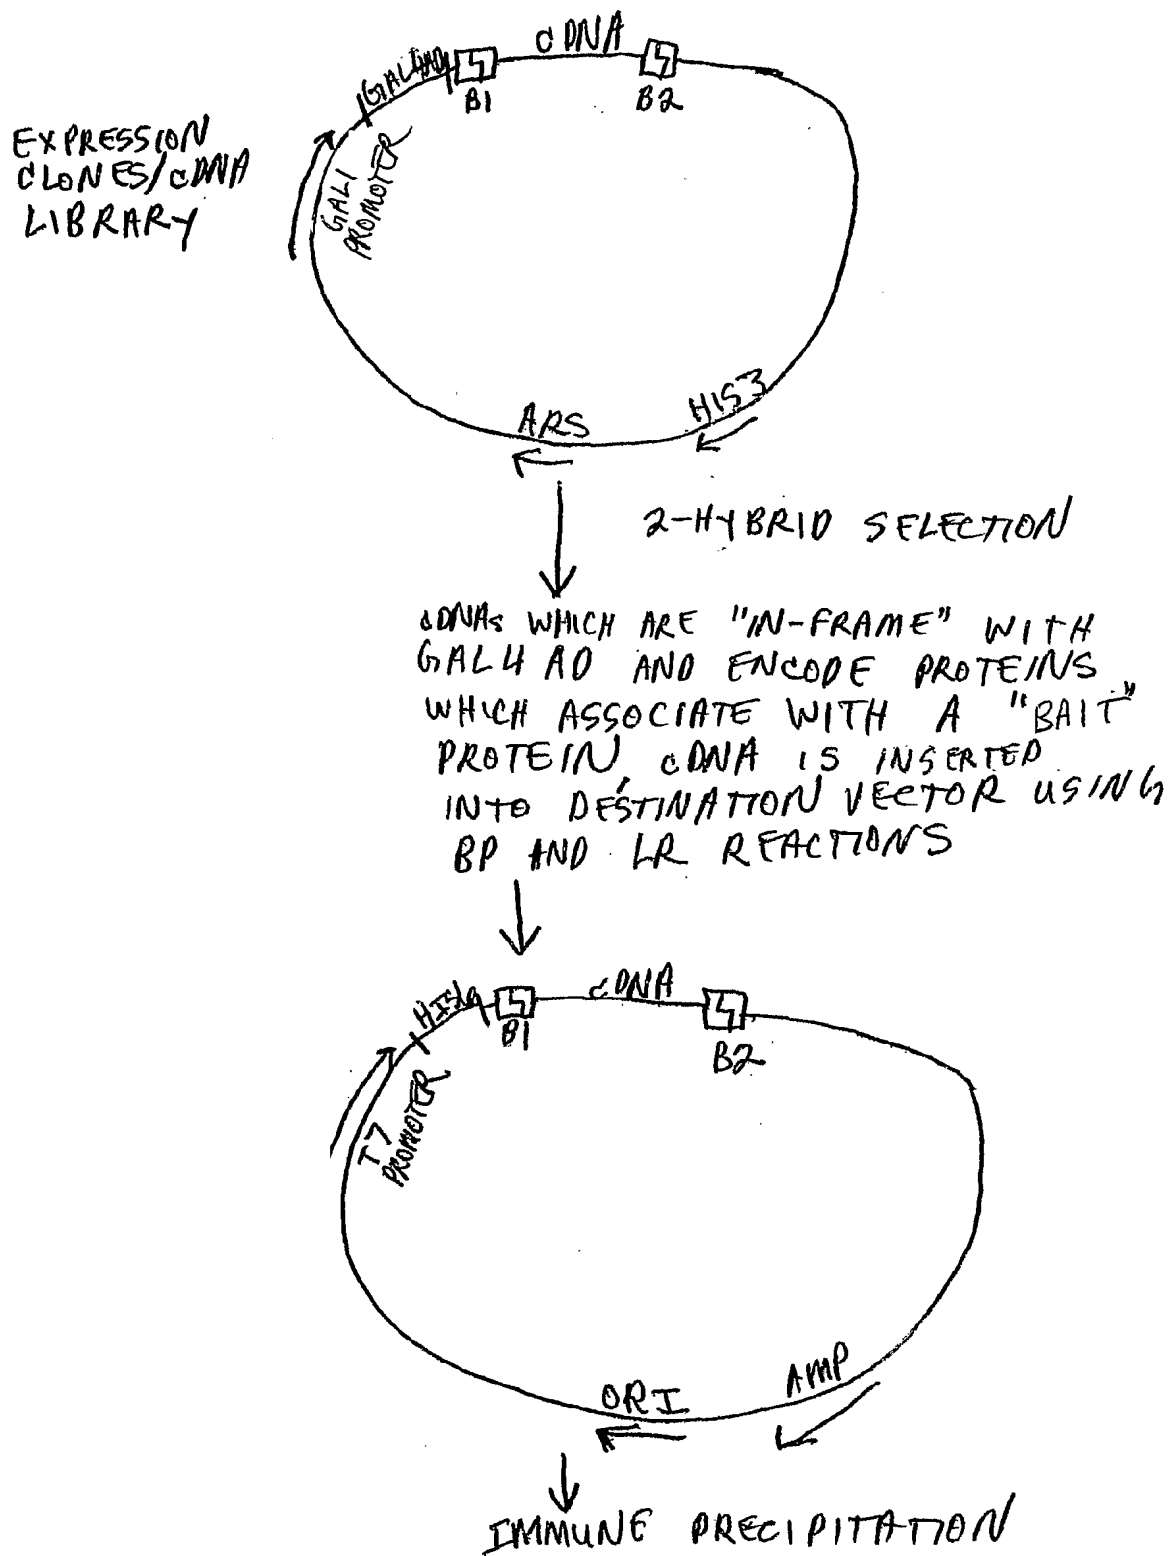 cDNA
GAL4AD
B1
B2
EXPRESSION
CLONES/cDNA
LIBRARY
GAL1
PROMOTER
HIS3
ARS
2-HYBRID SELECTION
cDNAs WHICH ARE "IN-FRAME" WITH
GAL4 AD AND ENCODE PROTEINS
WHICH ASSOCIATE WITH A "BAIT"
PROTEIN, cDNA IS INSERTED
INTO DESTINATION VECTOR USING
BP AND LR REACTIONS
cDNA
HIS6
B1
B2
T7
PROMOTER
AMP
ORI
IMMUNE PRECIPITATION